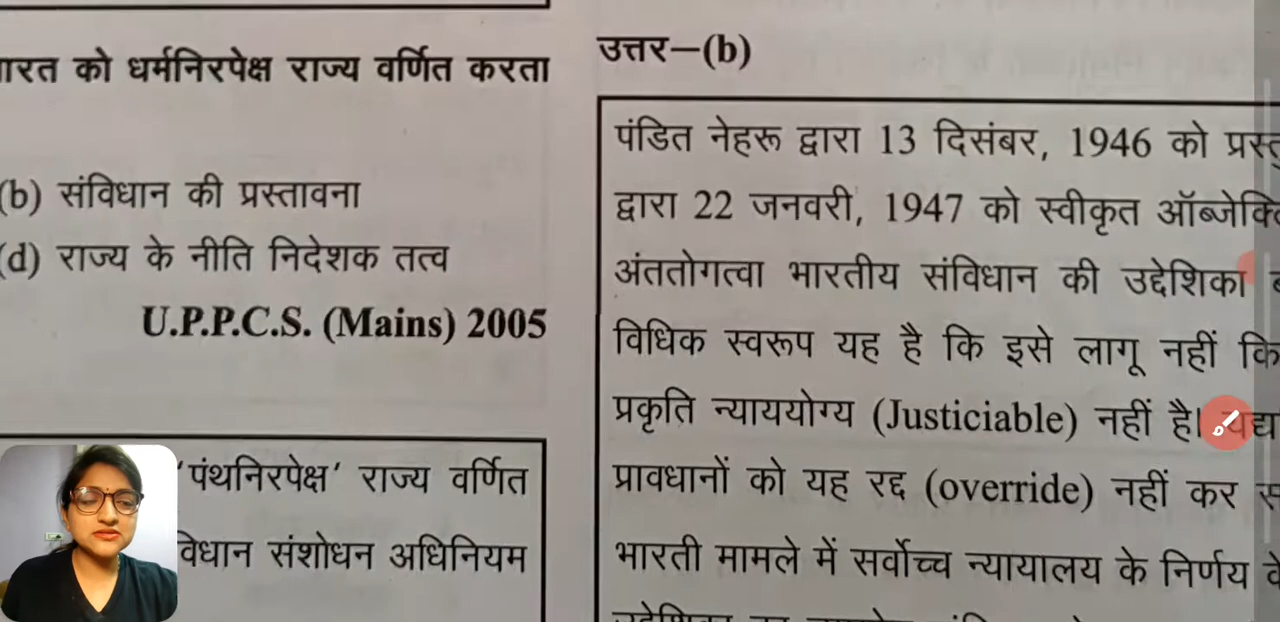 को धर्मनिरपेक्ष राज्य वर्णित करता
(b) संविधान की प्रस्तावना
(d) राज्य के नीति निदेशक तत्व
U.P.P.C.S. (Mains) 2005
'पंथनिरपेक्ष' राज्य वर्णित
संशोधन अधिनियम
उत्तर—(b)
पंडित नेहरू द्वारा 13 दिसंबर, 1946 को
द्वारा 22 जनवरी, 1947 को स्वीकृत
अंततोगत्वा भारतीय संविधान की उद्देशिका
विधिक स्वरूप यह है कि इसे लागू नहीं
प्रकृति न्याययोग्य (Justiciable) नहीं है।
प्रावधानों को यह रद्द (override) नहीं कर
भारती मामले में सर्वोच्च न्यायालय के निर्णय